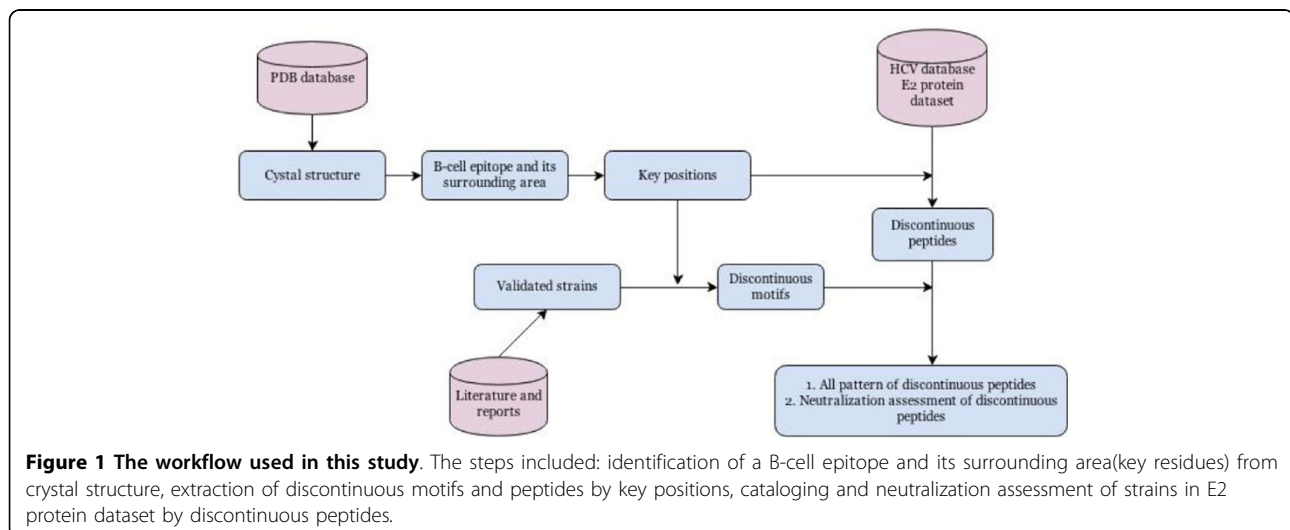 PDB database
HCV database
E2 protein
dataset
Cystal structure
B-cell epitope and its
surrounding area
Key positions
Discontinuous
peptides
Validated strains
Discontinuous
motifs
Literature and
reports
1. All pattern of discontinuous peptides
2. Neutralization assessment of discontinuous
peptides
Figure 1 The workflow used in this study. The steps included: identification of a B-cell epitope and its surrounding area(key residues) from
crystal structure, extraction of discontinuous motifs and peptides by key positions, cataloging and neutralization assessment of strains in E2
protein dataset by discontinuous peptides.